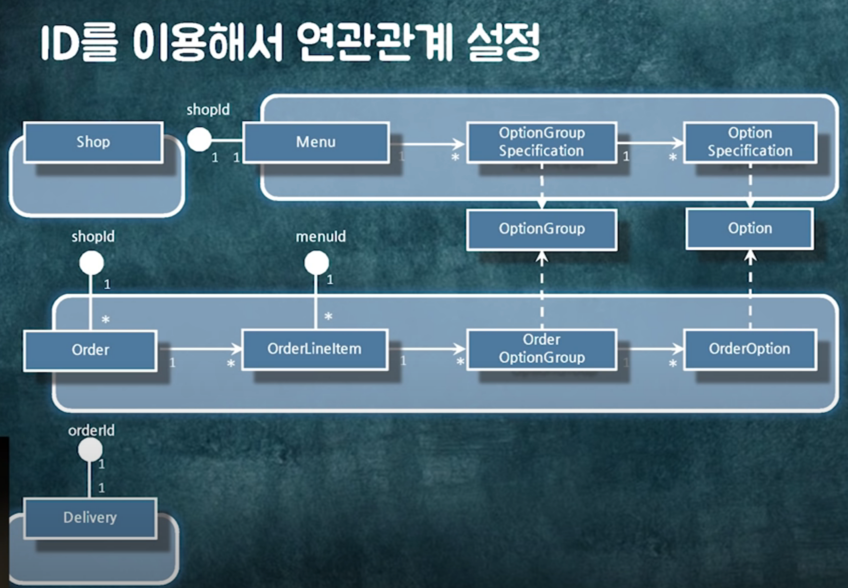 ID를 이용해서 연관관계 설정
shopId
Shop
1
1
Menu
1
*
OptionGroup
Specification
1
*
Option
Specification
OptionGroup
Option
shopId
1
*
menuId
1
*
Order
1
*
OrderLineItem
1
*
Order
OptionGroup
1
*
OrderOption
orderId
1
1
Delivery